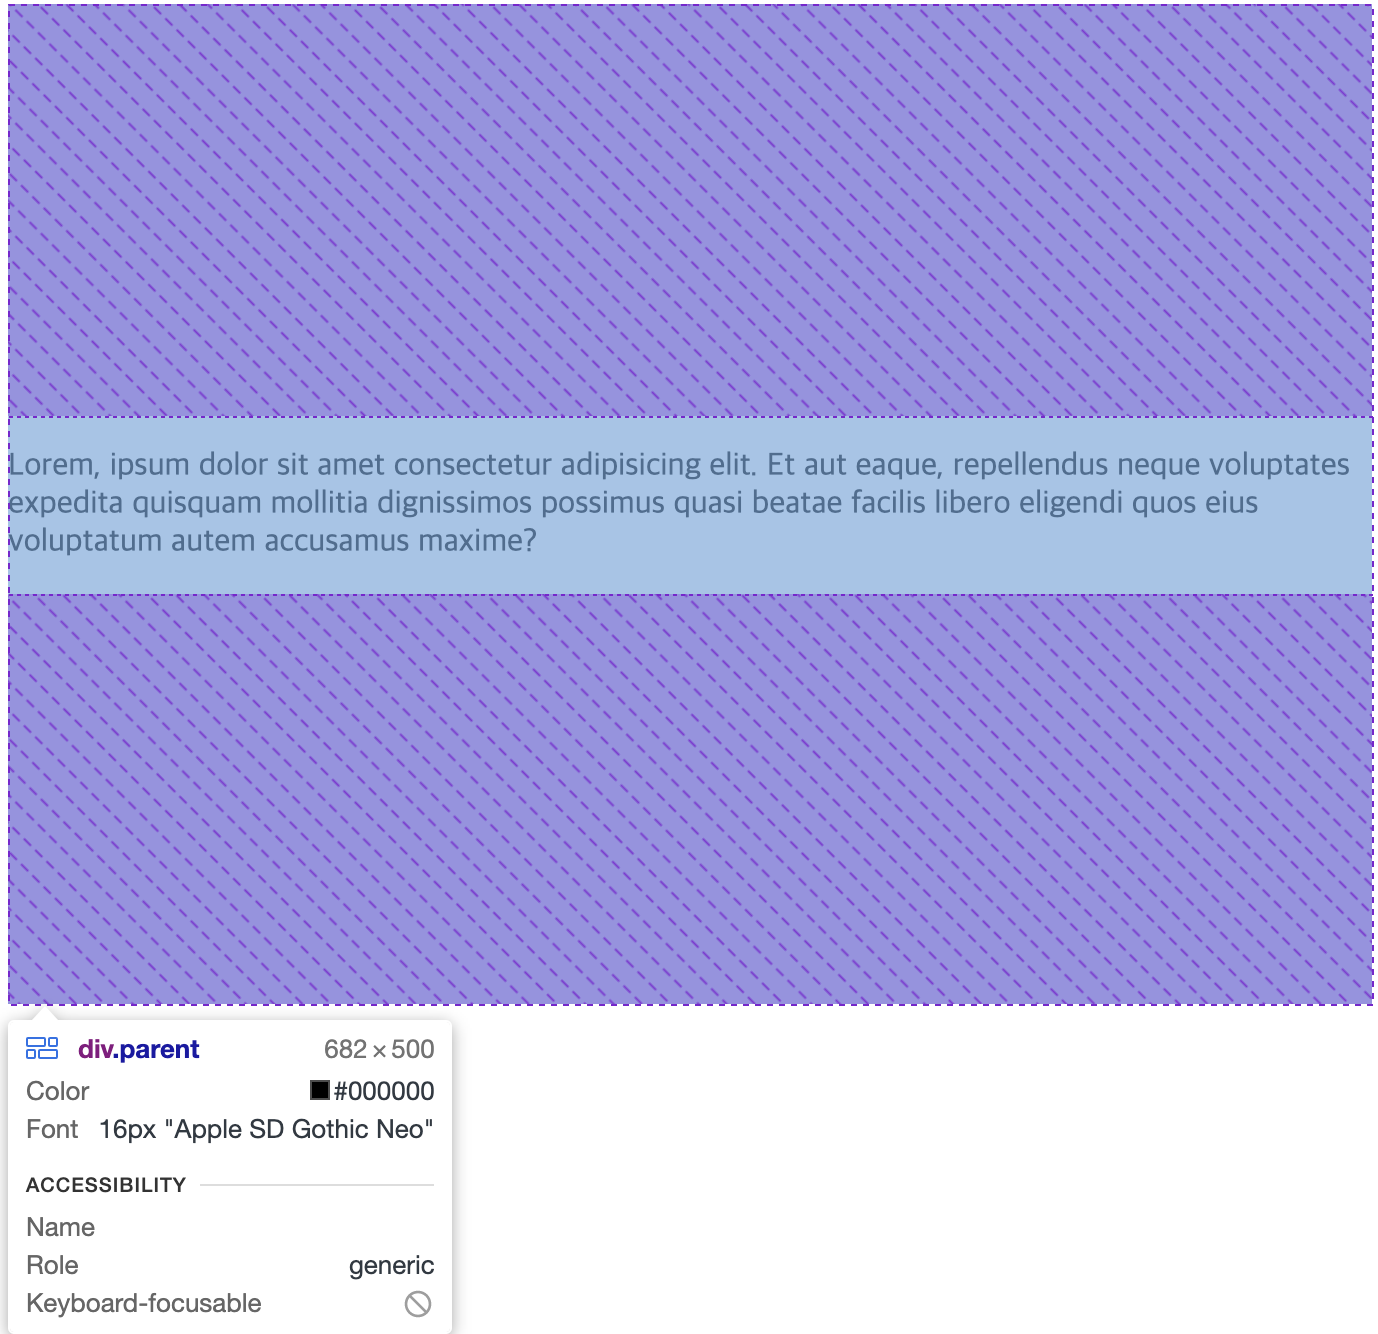 Lorem, ipsum dolor sit amet consectetur adipisicing elit. Et aut eaque, repellendus neque voluptates
expedita quisquam mollitia dignissimos possimus quasi beatae facilis libero eligendi quos eius
voluptatum autem accusamus maxime?
div.parent 682 × 500
Color #000000
Font 16px "Apple SD Gothic Neo"
ACCESSIBILITY
Name
Role generic
Keyboard-focusable